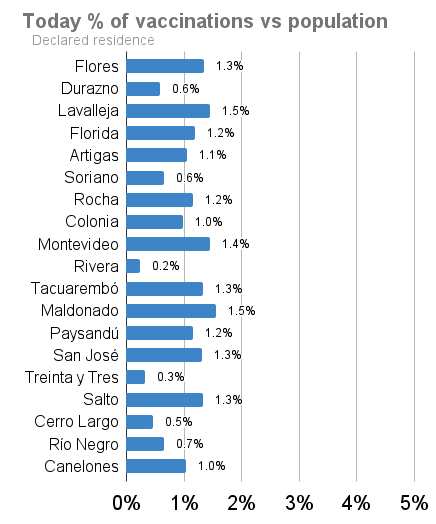 Today % of vaccinations vs population
Declared residence
Flores 1.3%
Durazno 0.6%
Lavalleja 1.5%
Florida 1.2%
Artigas 1.1%
Soriano 0.6%
Rocha 1.2%
Colonia 1.0%
Montevideo 1.4%
Rivera 0.2%
Tacuarembó 1.3%
Maldonado 1.5%
Paysandú 1.2%
San José 1.3%
Treinta y Tres 0.3%
Salto 1.3%
Cerro Largo 0.5%
Río Negro 0.7%
Canelones 1.0%
0% 1% 2% 3% 4% 5%